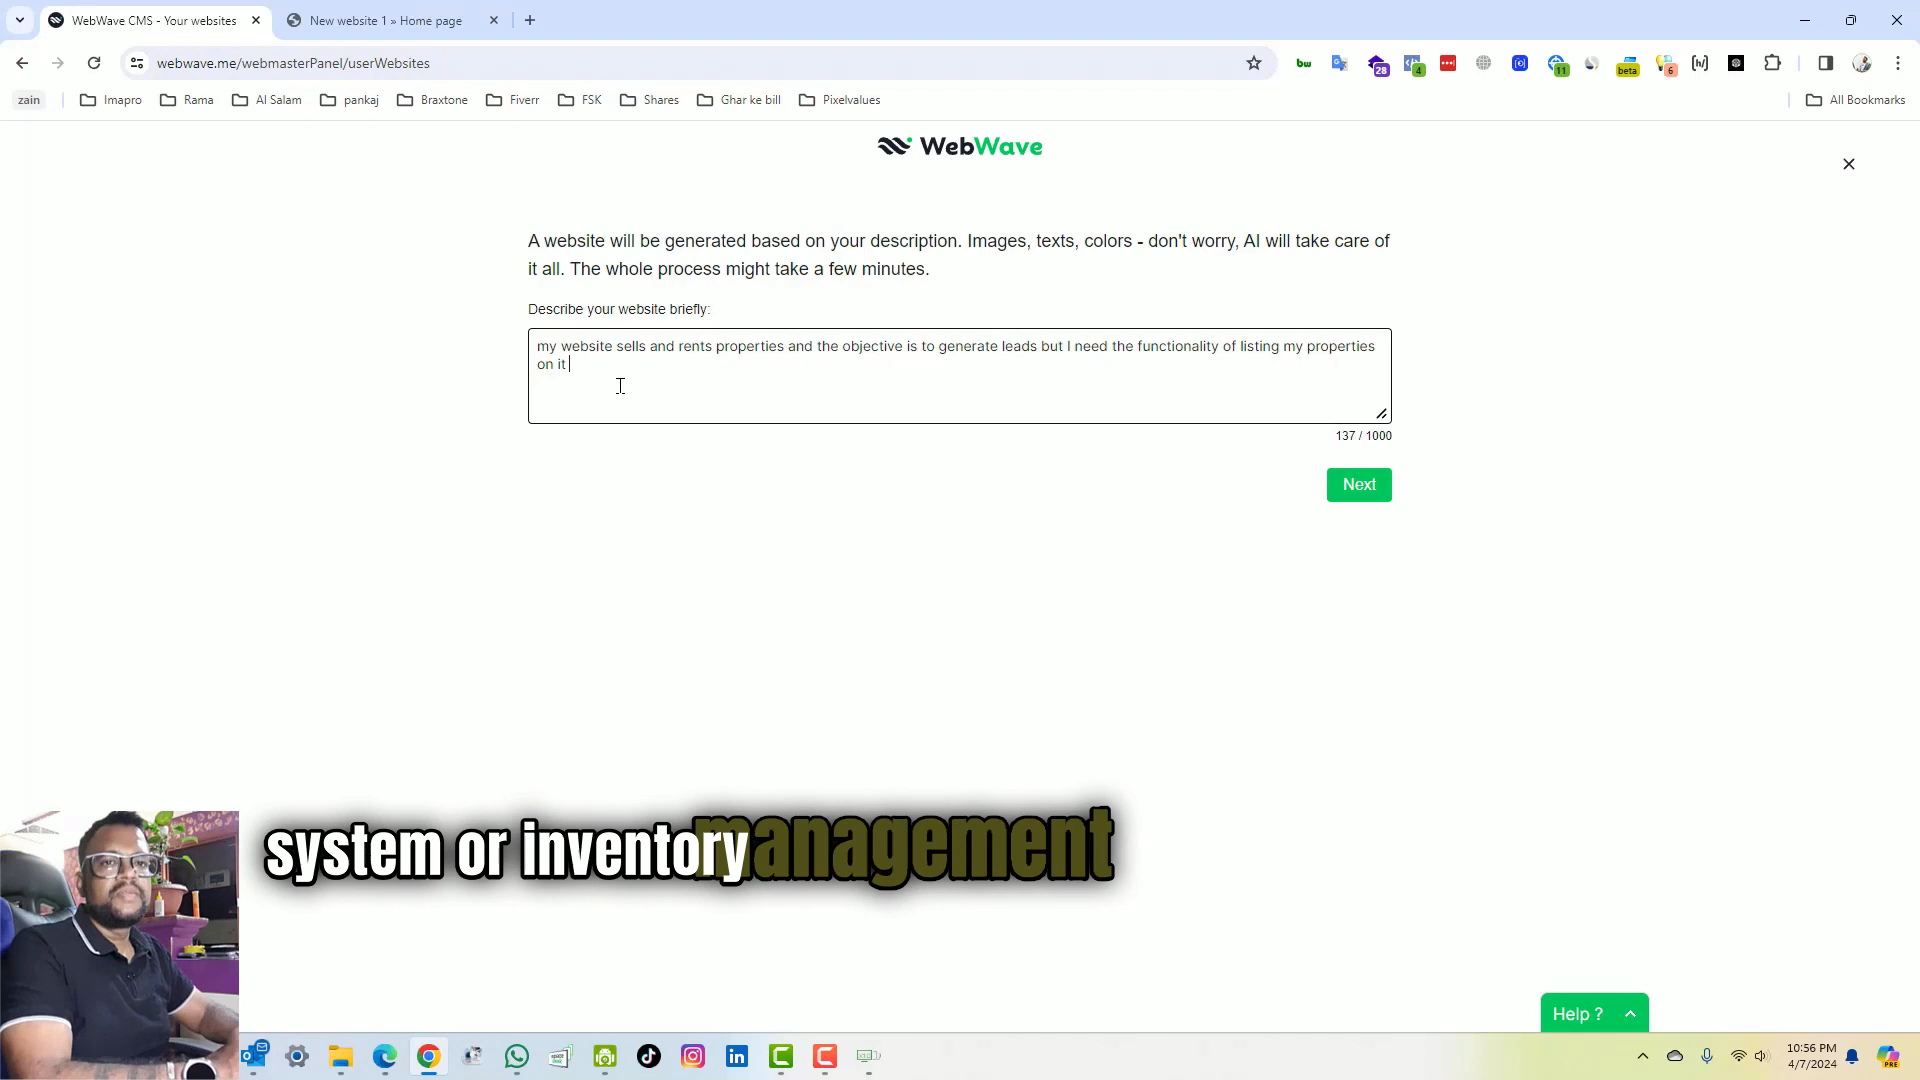 WebWave CMS - Your websites
New website 1 » Home page
webwave.me/webmasterPanel/userWebsites
28
4
11
beta
6
zain
Imapro
Rama
Al Salam
pankaj
Braxtone
Fiverr
FSK
Shares
Ghar ke bill
Pixelvalues
All Bookmarks
WebWave
A website will be generated based on your description. Images, texts, colors - don't worry, AI will take care of
it all. The whole process might take a few minutes.
Describe your website briefly:
my website sells and rents properties and the objective is to generate leads but I need the functionality of listing my properties
on it
137 / 1000
Next
system or inventory management
Help ?
10:56 PM
4/7/2024